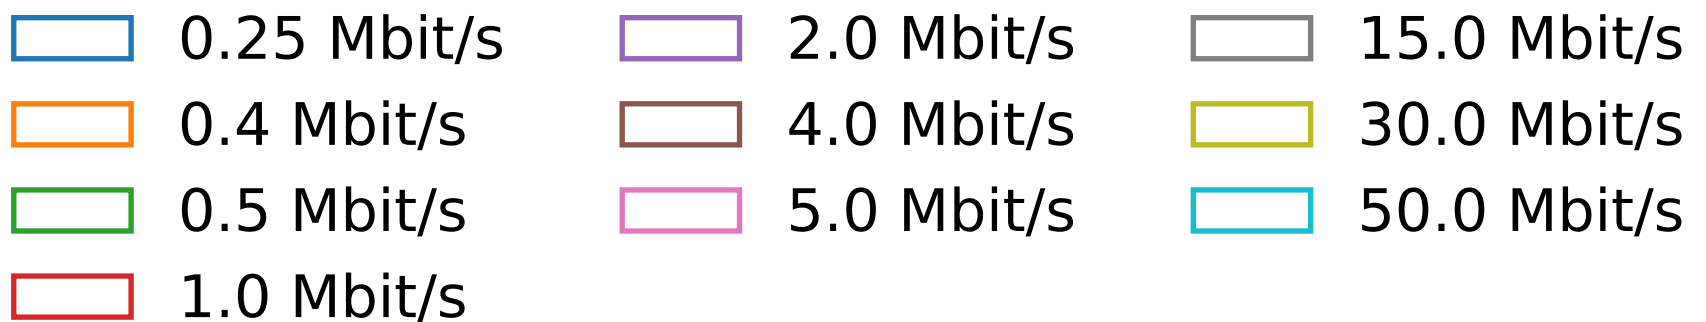 0.25 Mbit/s
0.4 Mbit/s
0.5 Mbit/s
1.0 Mbit/s
2.0 Mbit/s
4.0 Mbit/s
5.0 Mbit/s
15.0 Mbit/s
30.0 Mbit/s
50.0 Mbit/s